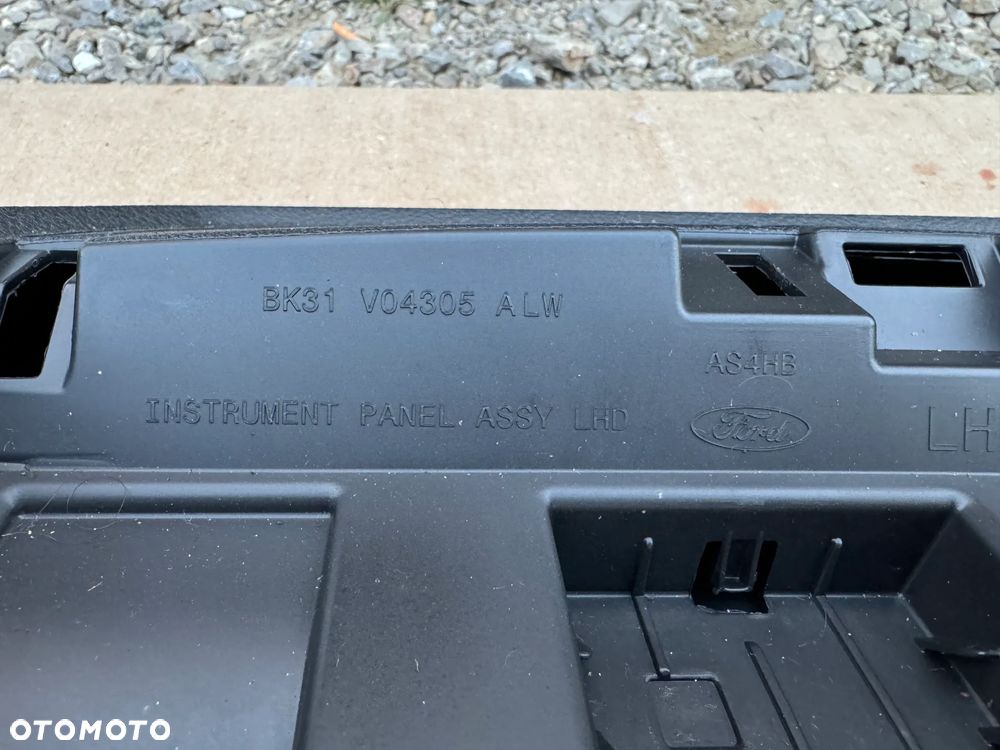 BK31 V04305 ALW
AS4HB
INSTRUMENT PANEL ASSY LHD
Ford
LH
OTOMOTO